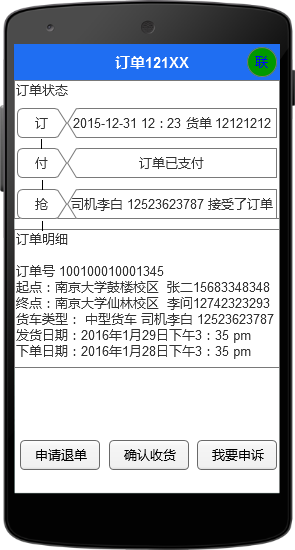 订单121XX 联
订单状态
订 2015-12-31 12：23 货单 12121212
付 订单已支付
抢 司机李白 12523623787 接受了订单
订单明细
订单号 10010001​0001345
起点：南京大学鼓楼校区 张二15683348348
终点：南京大学仙林校区 李问12742323293
货车类型： 中型货车 司机李白 12523623787
发货日期：2016年1月29日下午3：35 pm
下单日期：2016年1月28日下午3：35 pm
申请退单 确认收货 我要申诉